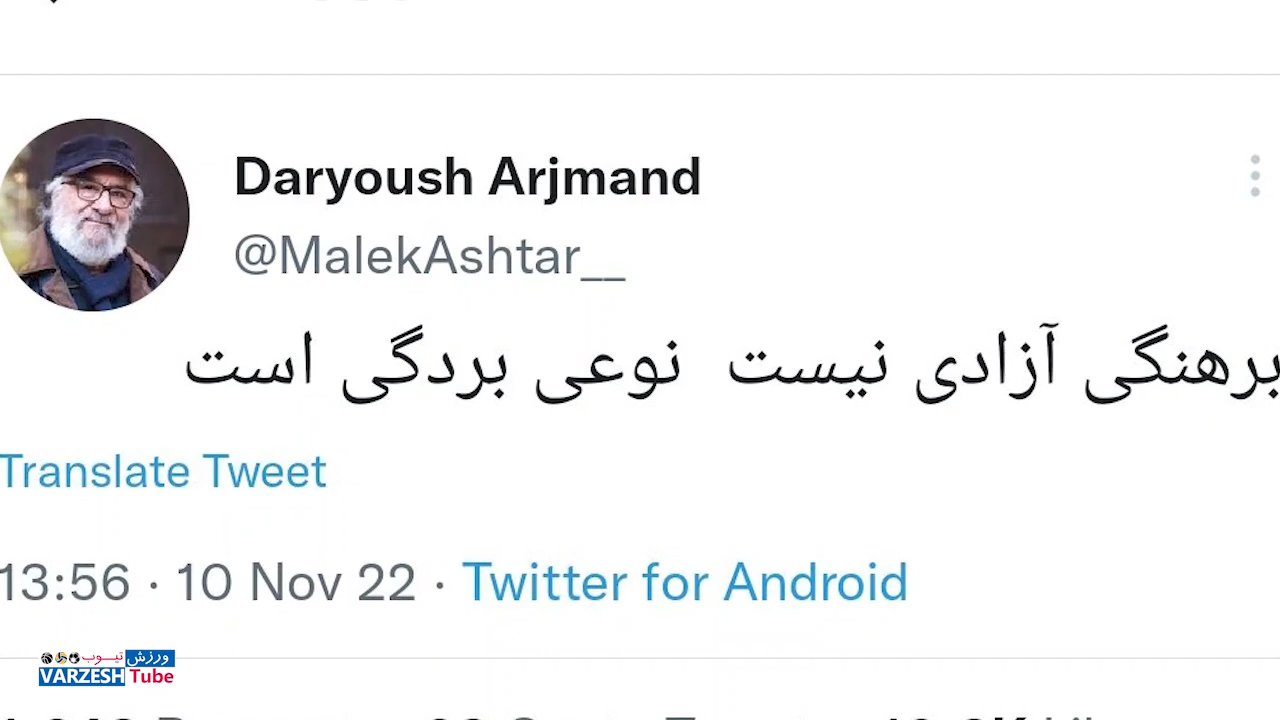 Daryoush Arjmand
@MalekAshtar__
برهنگی آزادی نیست نوعی بردگی است
Translate Tweet
13:56 · 10 Nov 22 · Twitter for Android
ورزش تیوب
VARZESH Tube